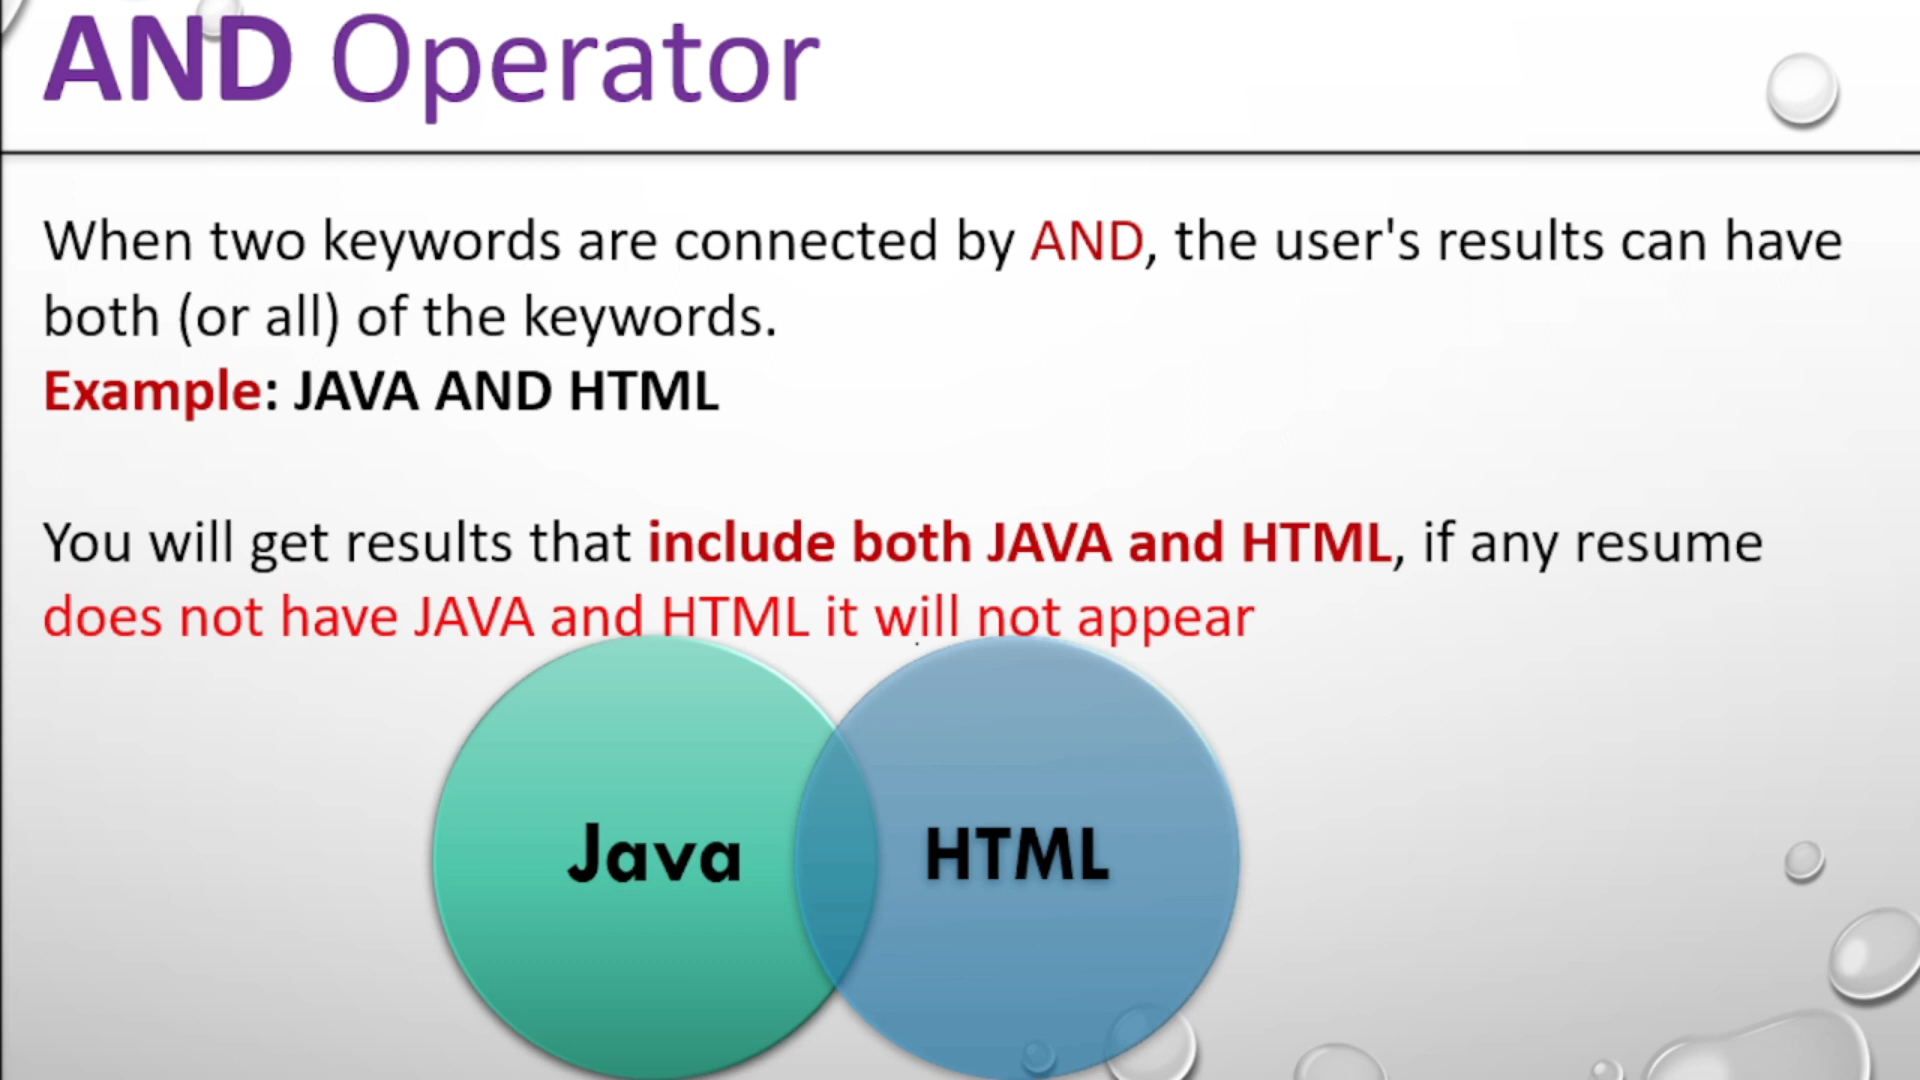 AND Operator
When two keywords are connected by AND, the user's results can have
both (or all) of the keywords.
Example: JAVA AND HTML
You will get results that include both JAVA and HTML, if any resume
does not have JAVA and HTML it will not appear
Java
HTML